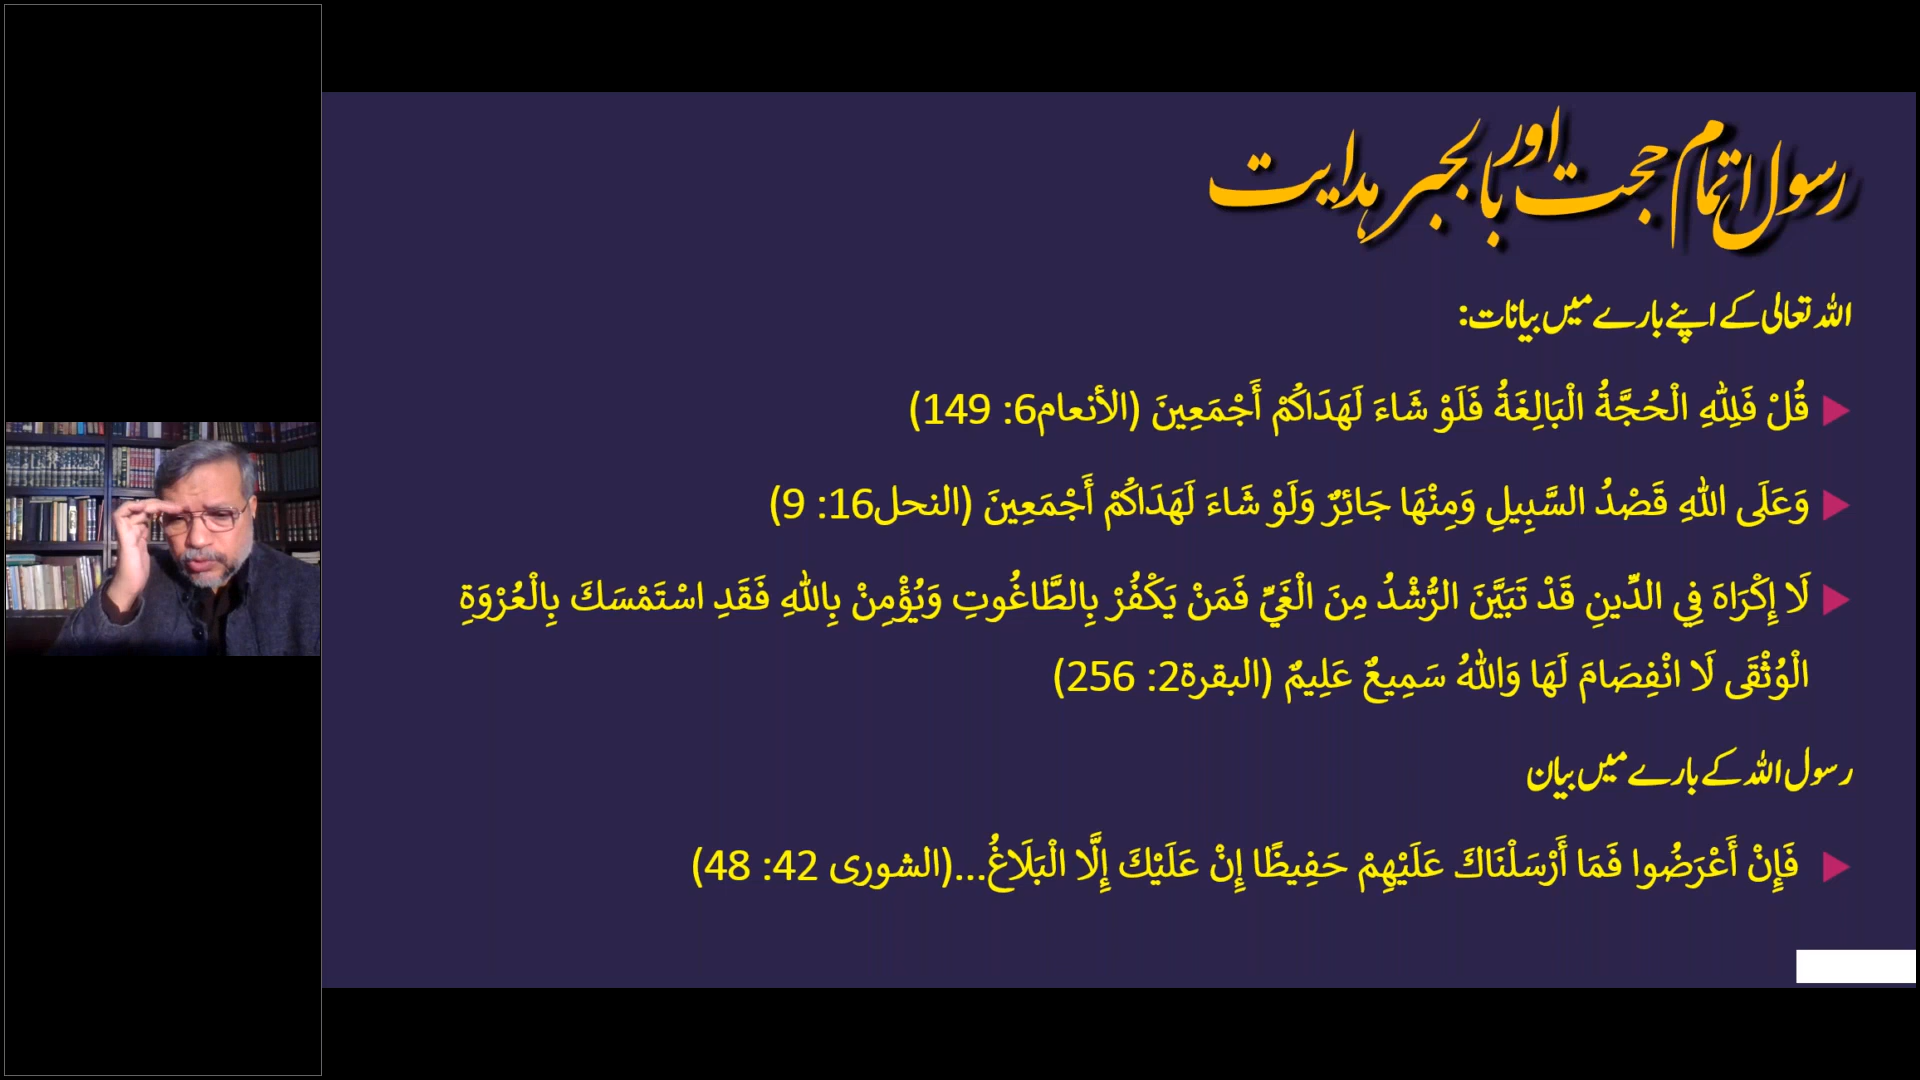 رسول اتمام حجت اور بالجبر ہدایت
اللہ تعالی کے اپنے بارے میں بیانات:
قُلْ فَلِلَّهِ الْحُجَّةُ الْبَالِغَةُ فَلَوْ شَاءَ لَهَدَاكُمْ أَجْمَعِينَ (الأنعام6: 149)
وَعَلَى اللَّهِ قَصْدُ السَّبِيلِ وَمِنْهَا جَائِرٌ وَلَوْ شَاءَ لَهَدَاكُمْ أَجْمَعِينَ (النحل16: 9)
لَا إِكْرَاهَ فِي الدِّينِ قَدْ تَبَيَّنَ الرُّشْدُ مِنَ الْغَيِّ فَمَنْ يَكْفُرْ بِالطَّاغُوتِ وَيُؤْمِنْ بِاللَّهِ فَقَدِ اسْتَمْسَكَ بِالْعُرْوَةِ
الْوُثْقَى لَا انْفِصَامَ لَهَا وَاللَّهُ سَمِيعٌ عَلِيمٌ (البقرة2: 256)
رسول اللہ کے بارے میں بیان
فَإِنْ أَعْرَضُوا فَمَا أَرْسَلْنَاكَ عَلَيْهِمْ حَفِيظًا إِنْ عَلَيْكَ إِلَّا الْبَلَاغُ...(الشورى 42: 48)